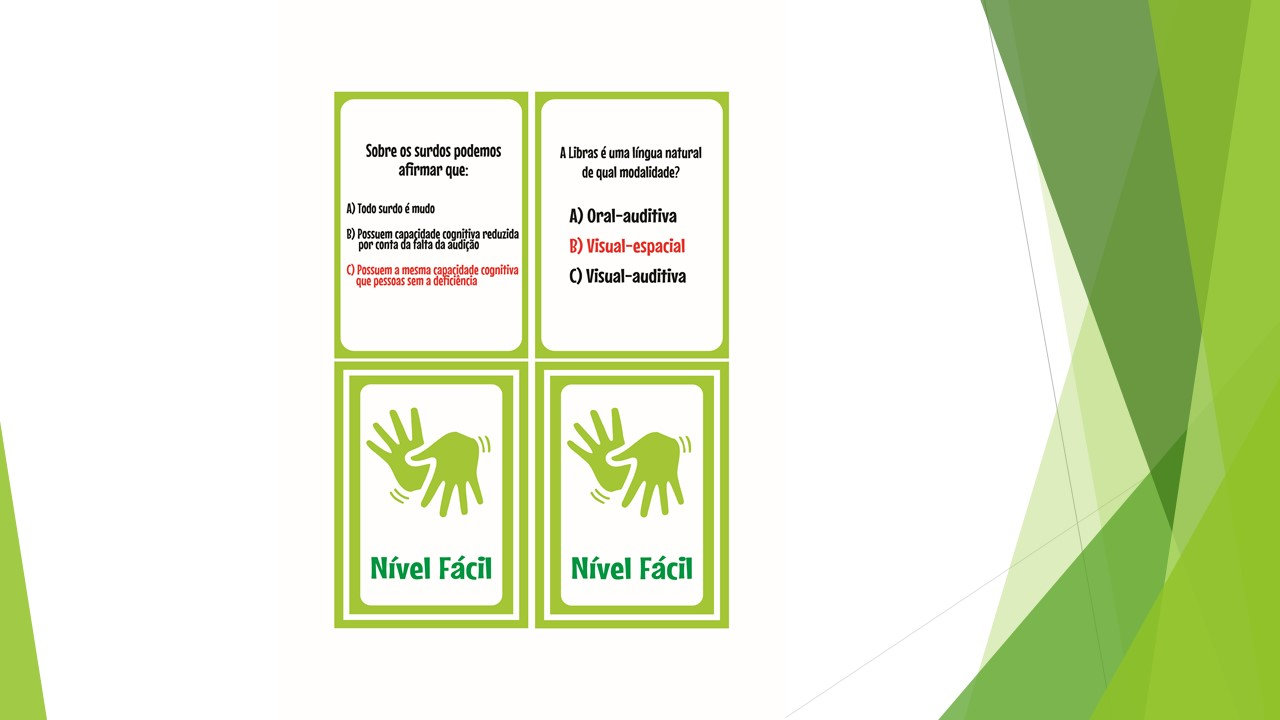 Sobre os surdos podemos
afirmar que:
A) Todo surdo é mudo
B) Possuem capacidade cognitiva reduzida
por conta da falta da audição
C) Possuem a mesma capacidade cognitiva
que pessoas sem a deficiência
A Libras é uma língua natural
de qual modalidade?
A) Oral-auditiva
B) Visual-espacial
C) Visual-auditiva
Nível Fácil
Nível Fácil